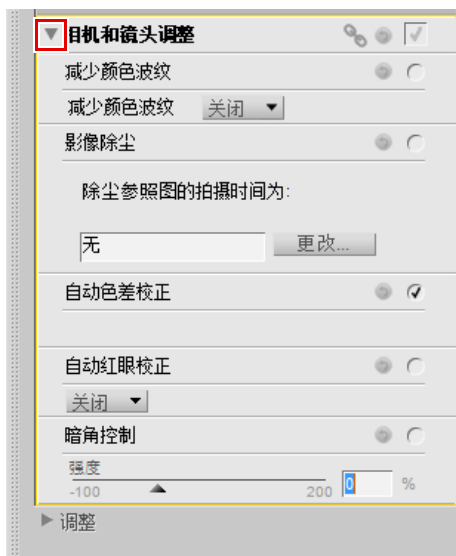 相机和镜头调整
减少颜色波纹
减少颜色波纹 关闭
影像除尘
除尘参照图的拍摄时间为:
无 更改...
自动色差校正
自动红眼校正
关闭
暗角控制
强度
-100 200 0 %
调整